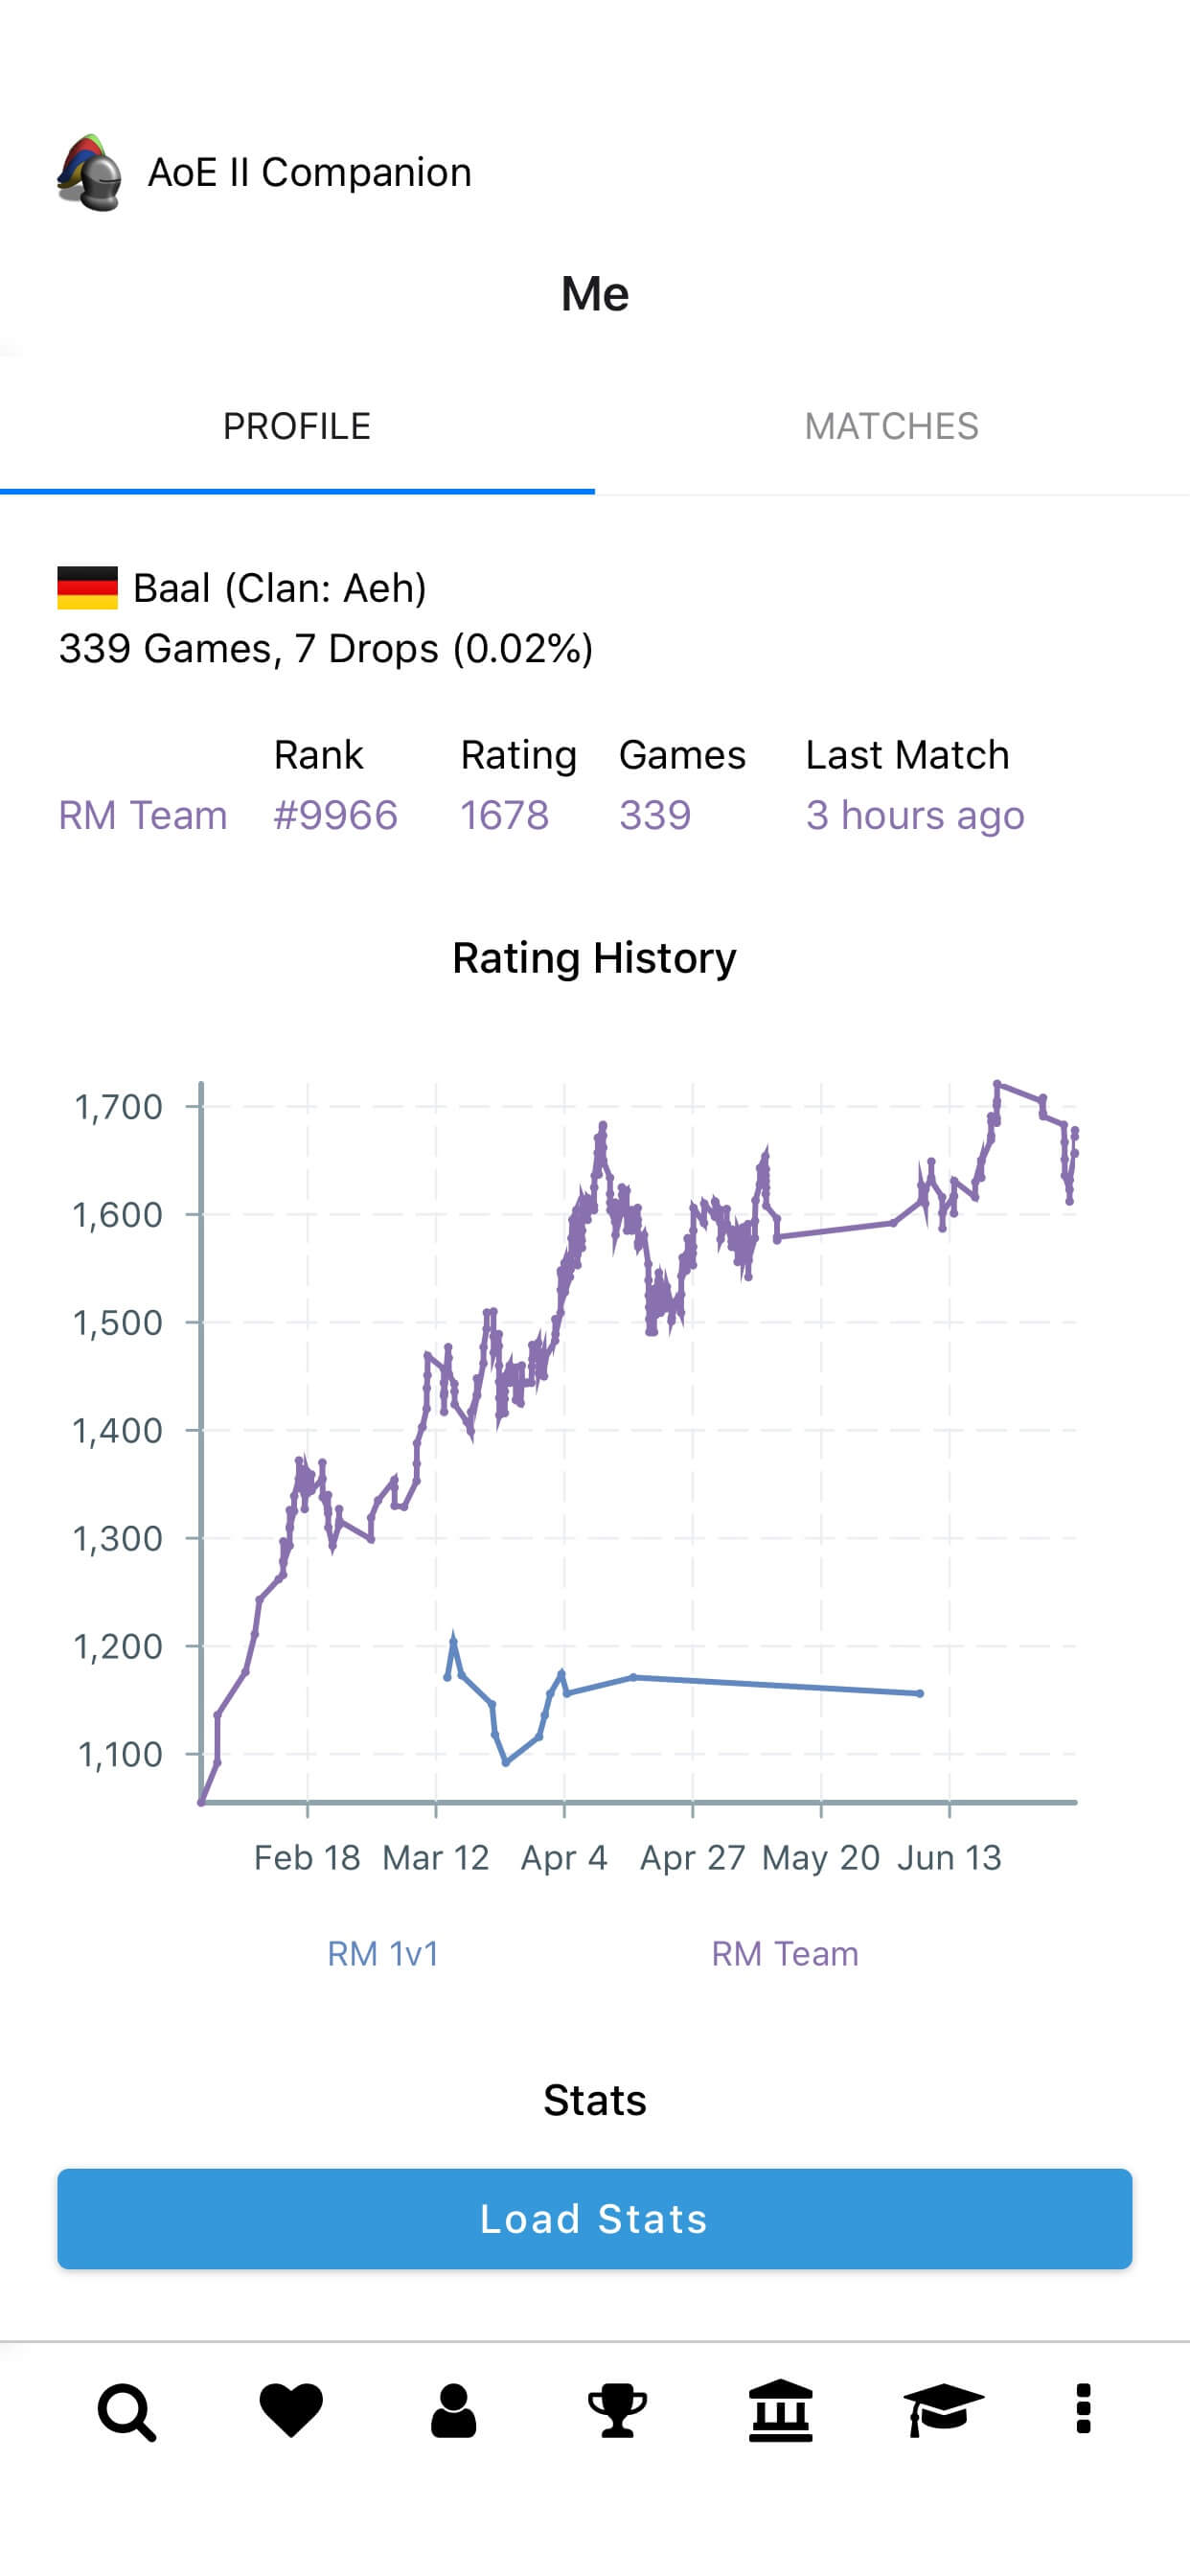 AoE II Companion
Me
PROFILE MATCHES
Baal (Clan: Aeh)
339 Games, 7 Drops (0.02%)
Rank Rating Games Last Match
RM Team #9966 1678 339 3 hours ago
Rating History
1,700
1,600
1,500
1,400
1,300
1,200
1,100
Feb 18 Mar 12 Apr 4 Apr 27 May 20 Jun 13
RM 1v1 RM Team
Stats
Load Stats